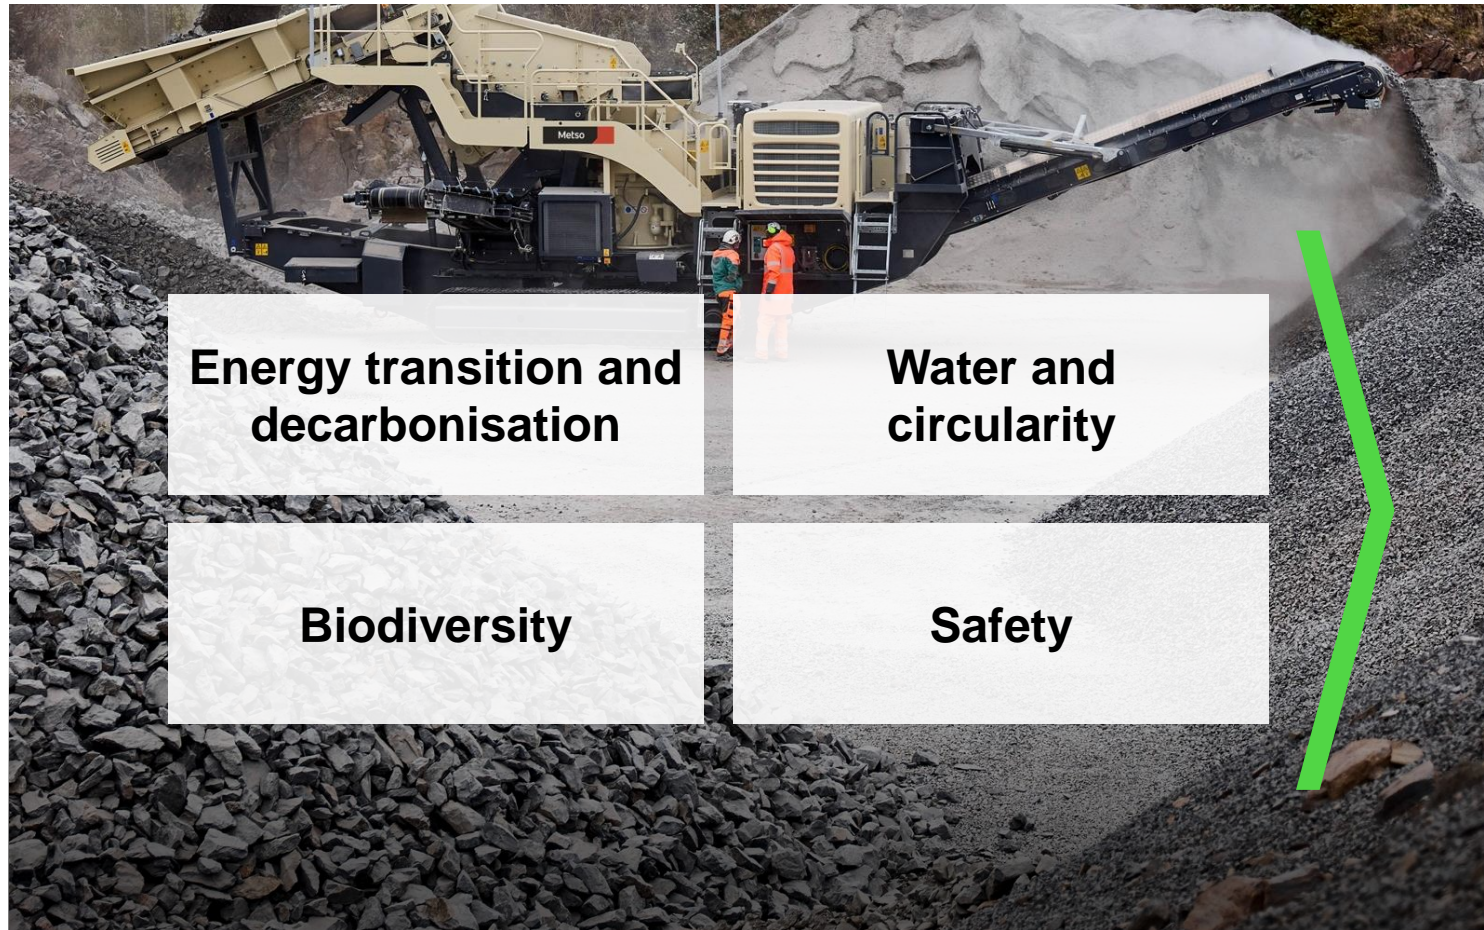 Metso
Energy transition and
decarbonisation
Water and
circularity
Biodiversity
Safety